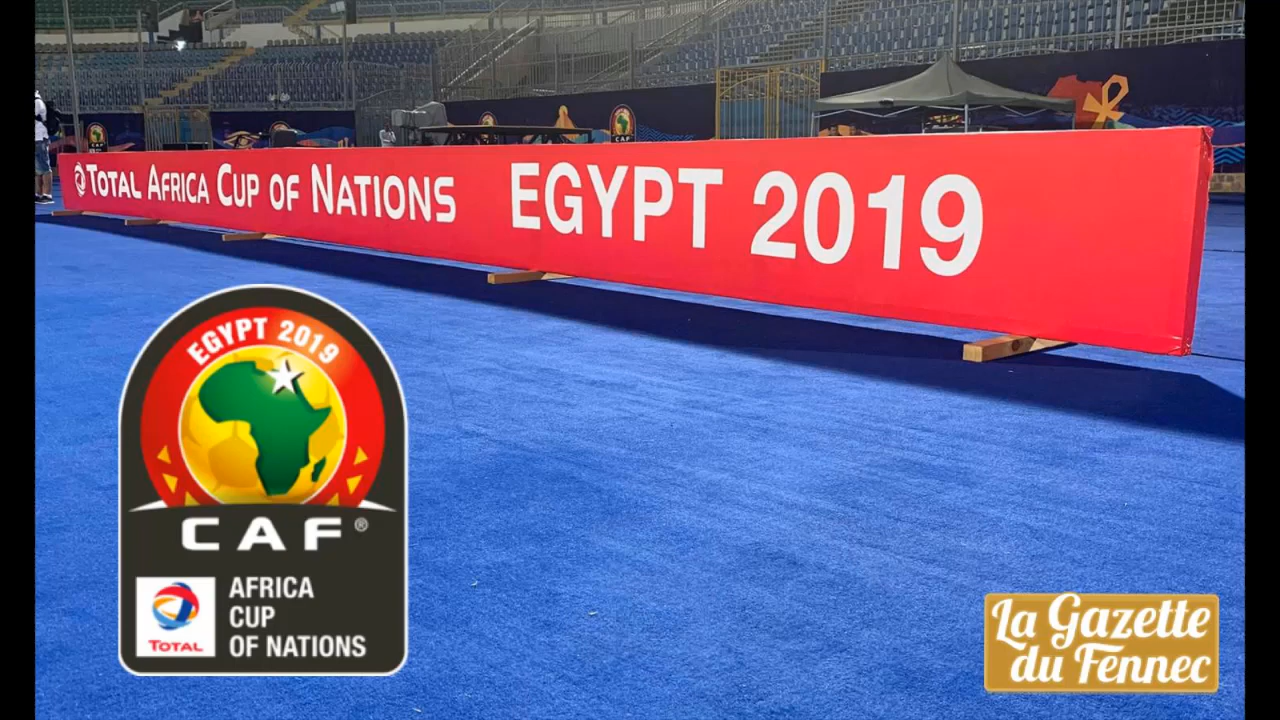 TOTAL AFRICA CUP OF NATIONS EGYPT 2019
EGYPT 2019
CAF®
TOTAL
AFRICA
CUP
OF NATIONS
La Gazette
du Fennec